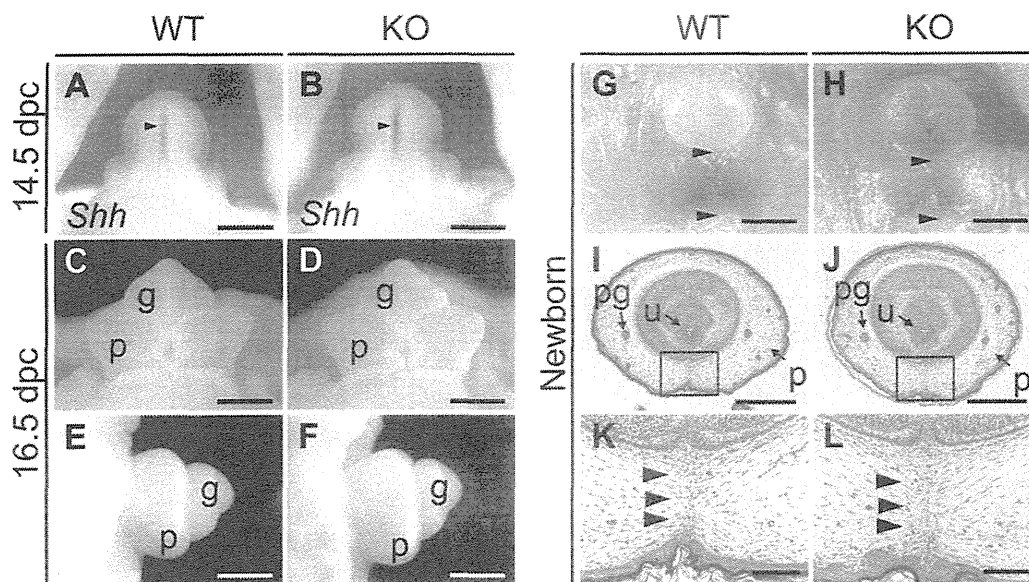 WT KO WT KO
14.5 dpc
A B
Shh Shh
16.5 dpc
C D
g g
p p
E F
g g
p p
Newborn
G H
I J
pg pg
u u
p p
K L